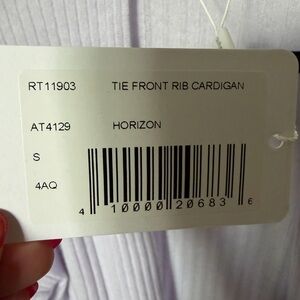 RT11903 TIE FRONT RIB CARDIGAN
AT4129 HORIZON
S
4AQ
4 10000 20683 6